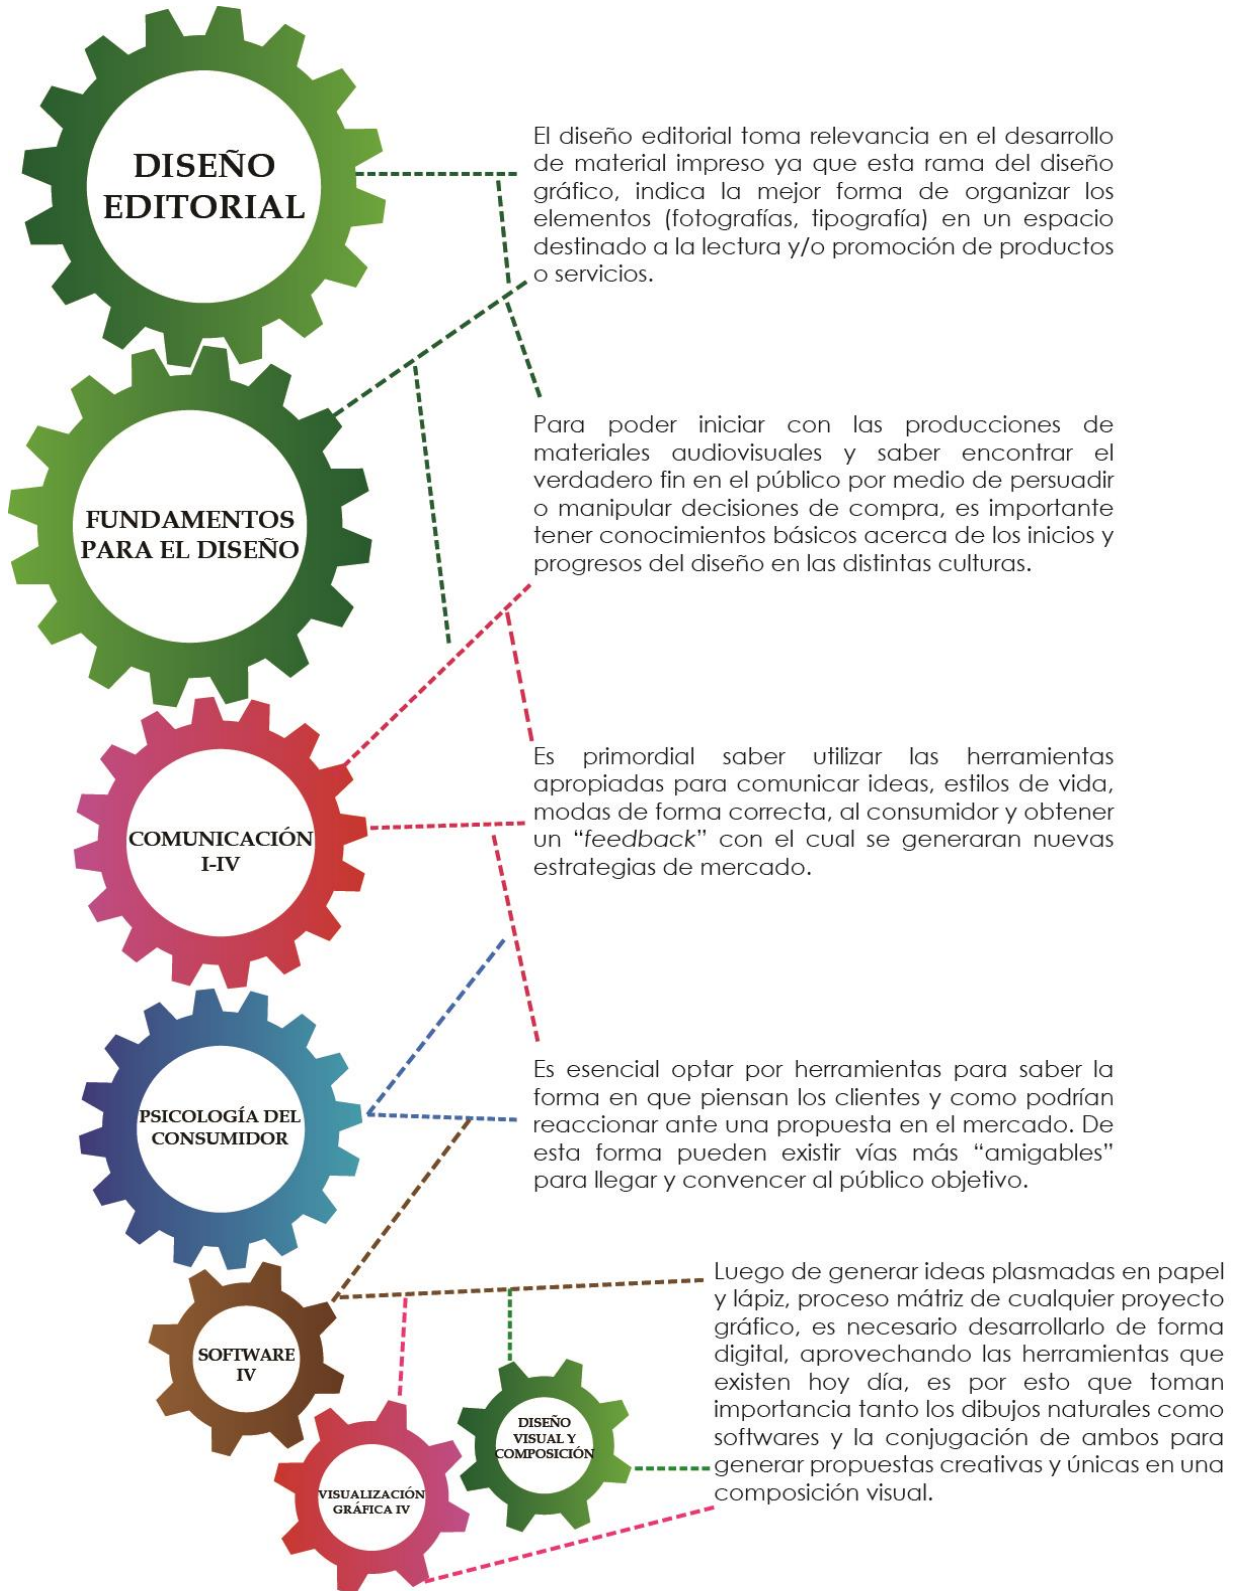 DISEÑO
EDITORIAL
El diseño editorial toma relevancia en el desarrollo
de material impreso ya que esta rama del diseño
gráfico, indica la mejor forma de organizar los
elementos (fotografías, tipografía) en un espacio
destinado a la lectura y/o promoción de productos
o servicios.
FUNDAMENTOS
PARA EL DISEÑO
Para poder iniciar con las producciones de
materiales audiovisuales y saber encontrar el
verdadero fin en el público por medio de persuadir
o manipular decisiones de compra, es importante
tener conocimientos básicos acerca de los inicios y
progresos del diseño en las distintas culturas.
COMUNICACIÓN
I-IV
Es primordial saber utilizar las herramientas
apropiadas para comunicar ideas, estilos de vida,
modas de forma correcta, al consumidor y obtener
un “feedback” con el cual se generaran nuevas
estrategias de mercado.
PSICOLOGÍA DEL
CONSUMIDOR
Es esencial optar por herramientas para saber la
forma en que piensan los clientes y como podrían
reaccionar ante una propuesta en el mercado. De
esta forma pueden existir vías más “amigables”
para llegar y convencer al público objetivo.
SOFTWARE
IV
VISUALIZACIÓN
GRÁFICA IV
DISEÑO
VISUAL Y
COMPOSICIÓN
Luego de generar ideas plasmadas en papel
y lápiz, proceso mátriz de cualquier proyecto
gráfico, es necesario desarrollarlo de forma
digital, aprovechando las herramientas que
existen hoy día, es por esto que toman
importancia tanto los dibujos naturales como
softwares y la conjugación de ambos para
generar propuestas creativas y únicas en una
composición visual.